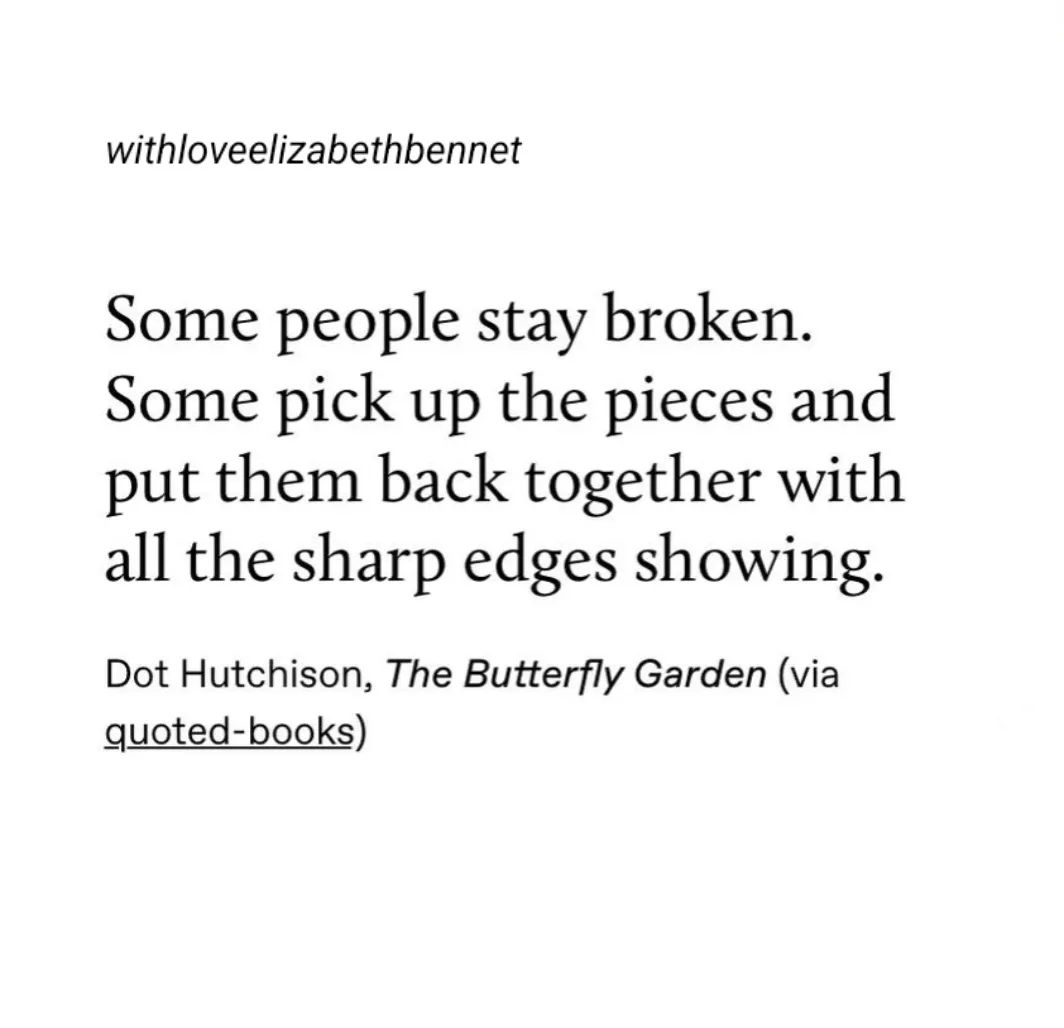 withloveelizabethbennet
Some people stay broken.
Some pick up the pieces and
put them back together with
all the sharp edges showing.
Dot Hutchison, The Butterfly Garden (via
quoted-books)